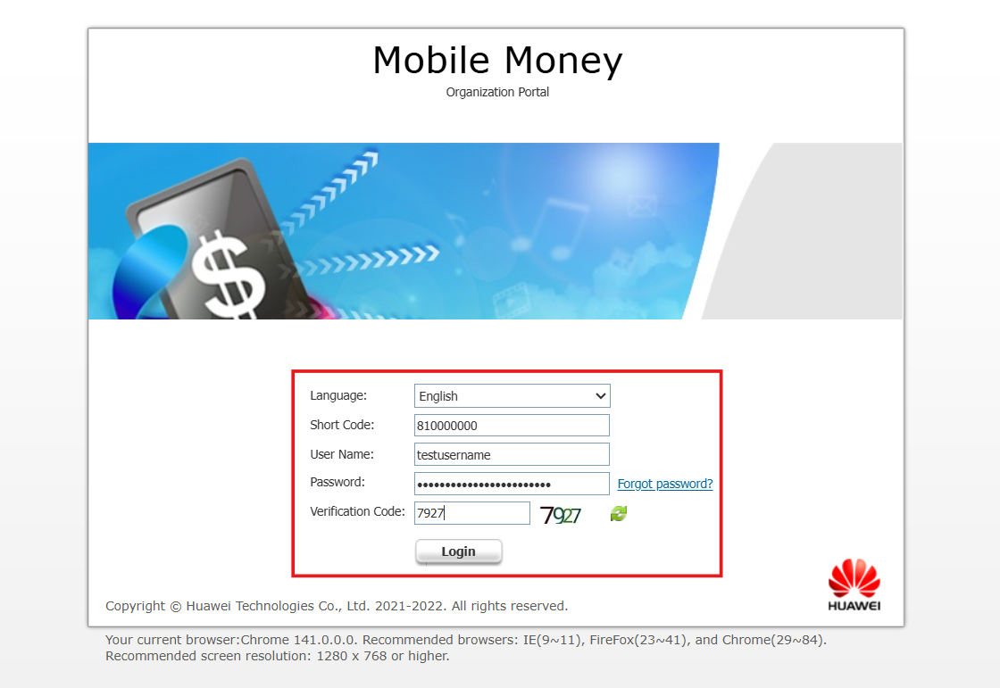 Mobile Money
Organization Portal
$
Language: English
Short Code: 810000000
User Name: testusername
Password: •••••••••••••••••••••••• Forgot password?
Verification Code: 7927 7927
Login
HUAWEI
Copyright © Huawei Technologies Co., Ltd. 2021-2022. All rights reserved.
Your current browser:Chrome 141.0.0.0. Recommended browsers: IE(9~11), FireFox(23~41), and Chrome(29~84).
Recommended screen resolution: 1280 x 768 or higher.